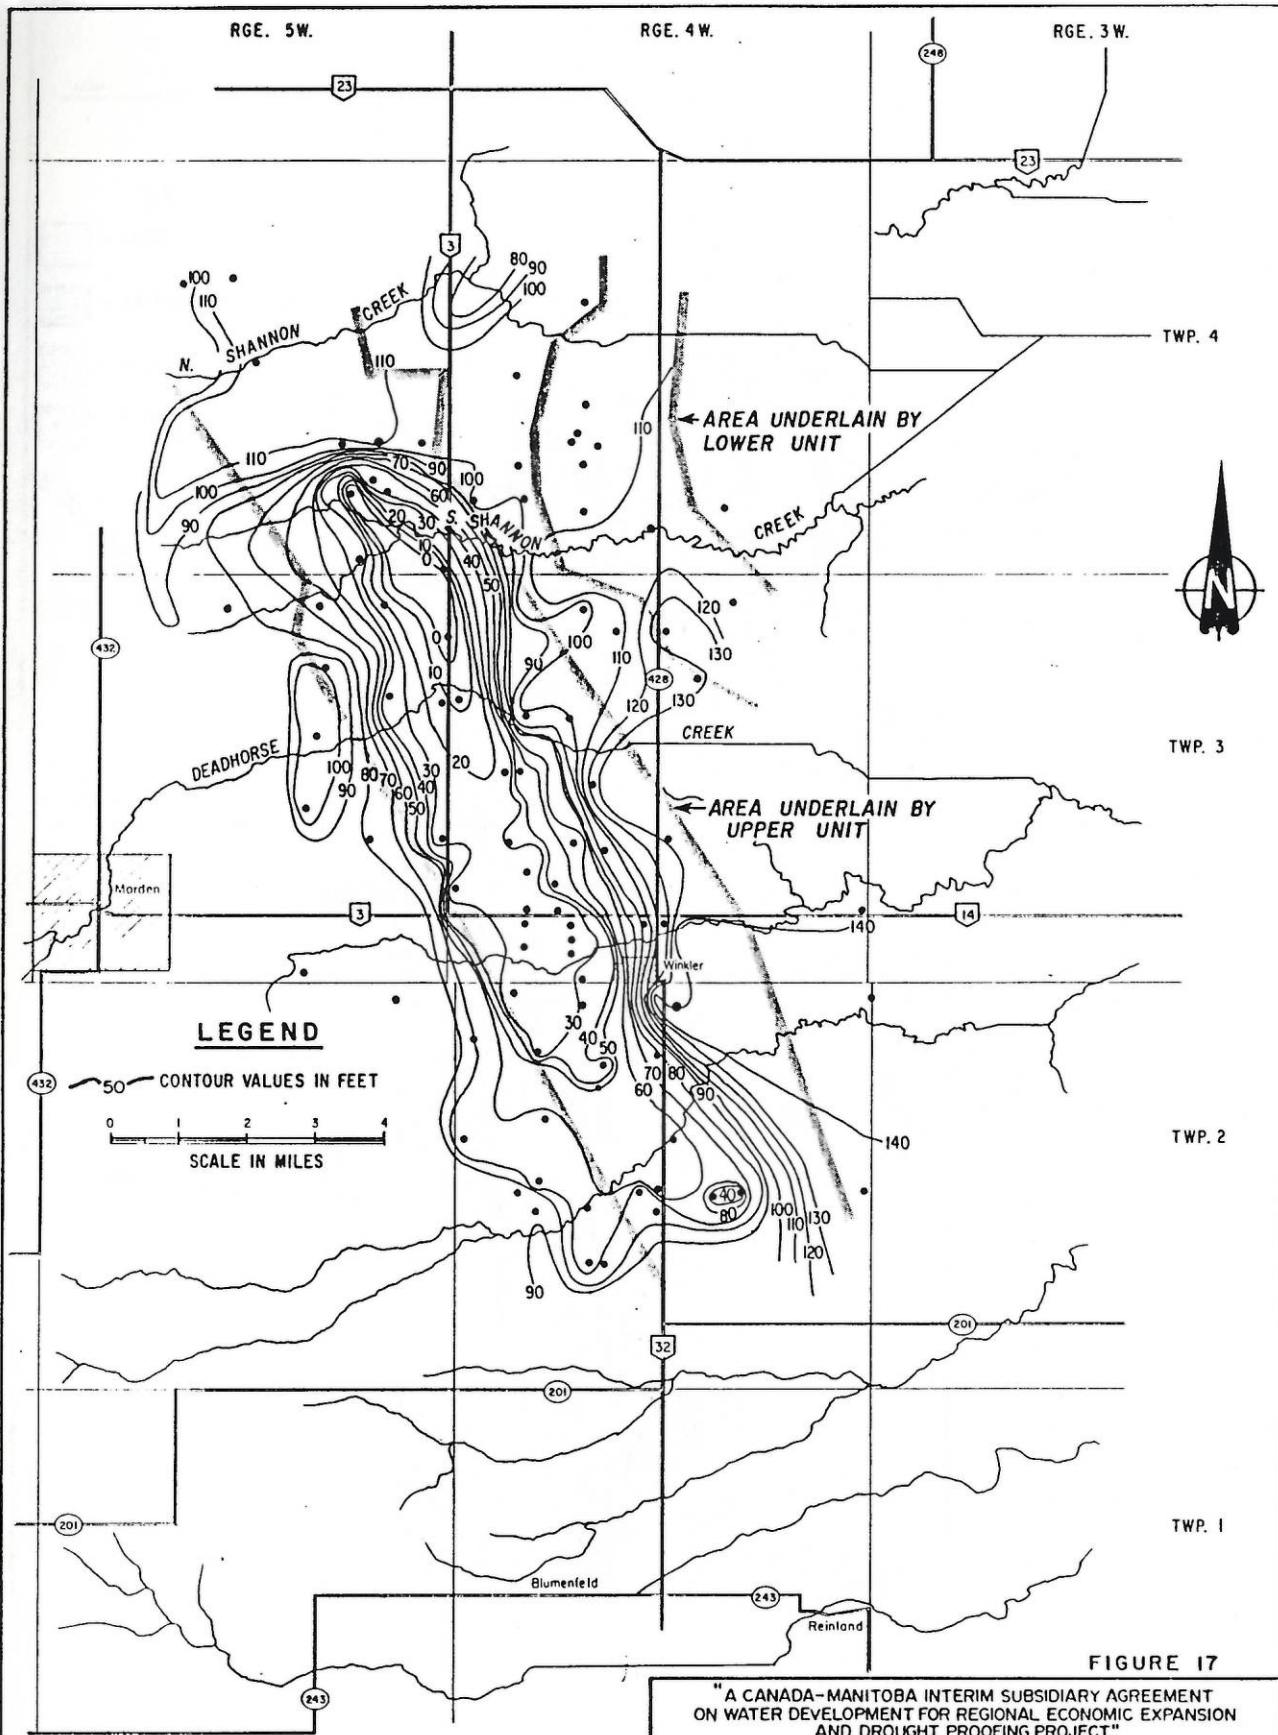 RGE. 5W.
RGE. 4W.
RGE. 3W.
248
23
23
3
80
90
100
100
110
N. SHANNON CREEK
TWP. 4
110
AREA UNDERLAIN BY
LOWER UNIT
110
110
70
90
100
100
60
90
20
30
S. SHANNON CREEK
10
0
40
50
N
120
100
0
110
130
432
90
10
428
120
130
DEADHORSE CREEK
TWP. 3
20
30
100
80
70
40
90
60
50
AREA UNDERLAIN BY
UPPER UNIT
Morden
3
14
140
Winkler
LEGEND
30
40
50
432
50 CONTOUR VALUES IN FEET
70
80
60
90
0 1 2 3 4
SCALE IN MILES
140
TWP. 2
40
80
100
130
110
120
90
201
32
201
201
TWP. 1
Blumenfeld
243
Reinland
FIGURE 17
243
"A CANADA-MANITOBA INTERIM SUBSIDIARY AGREEMENT
ON WATER DEVELOPMENT FOR REGIONAL ECONOMIC EXPANSION
AND DROUGHT PROOFING PROJECT"